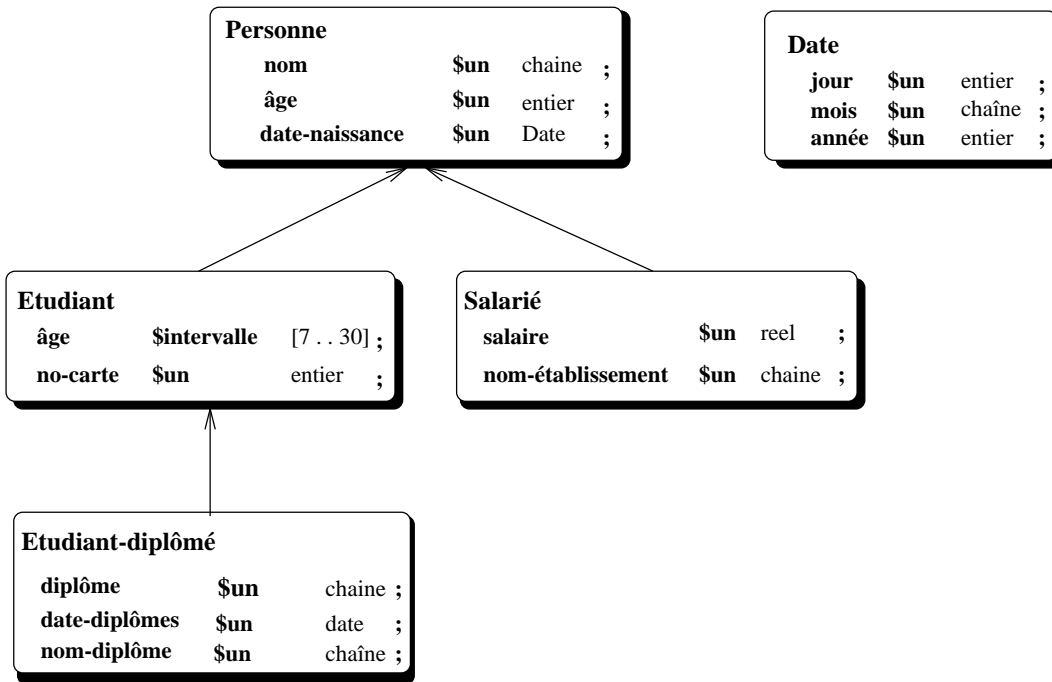 Personne
nom $un chaine ;
âge $un entier ;
date-naissance $un Date ;
Date
jour $un entier ;
mois $un chaîne ;
année $un entier ;
Etudiant
âge $intervalle [7 . . 30] ;
no-carte $un entier ;
Salarié
salaire $un reel ;
nom-établissement $un chaine ;
Etudiant-diplômé
diplôme $un chaine ;
date-diplômes $un date ;
nom-diplôme $un chaîne ;